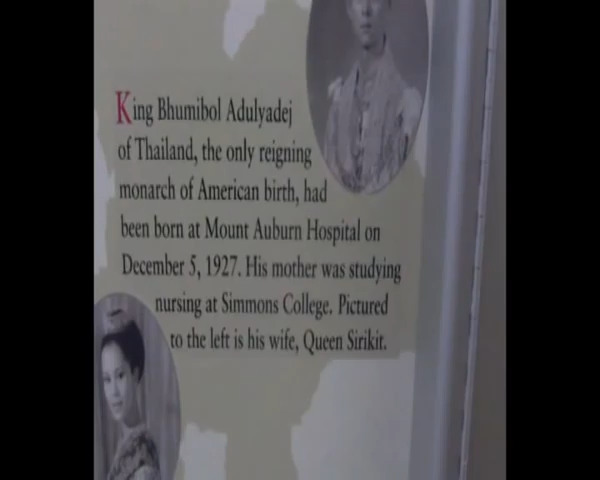 King Bhumibol Adulyadej
of Thailand, the only reigning
monarch of American birth, had
been born at Mount Auburn Hospital on
December 5, 1927. His mother was studying
nursing at Simmons College. Pictured
to the left is his wife, Queen Sirikit.